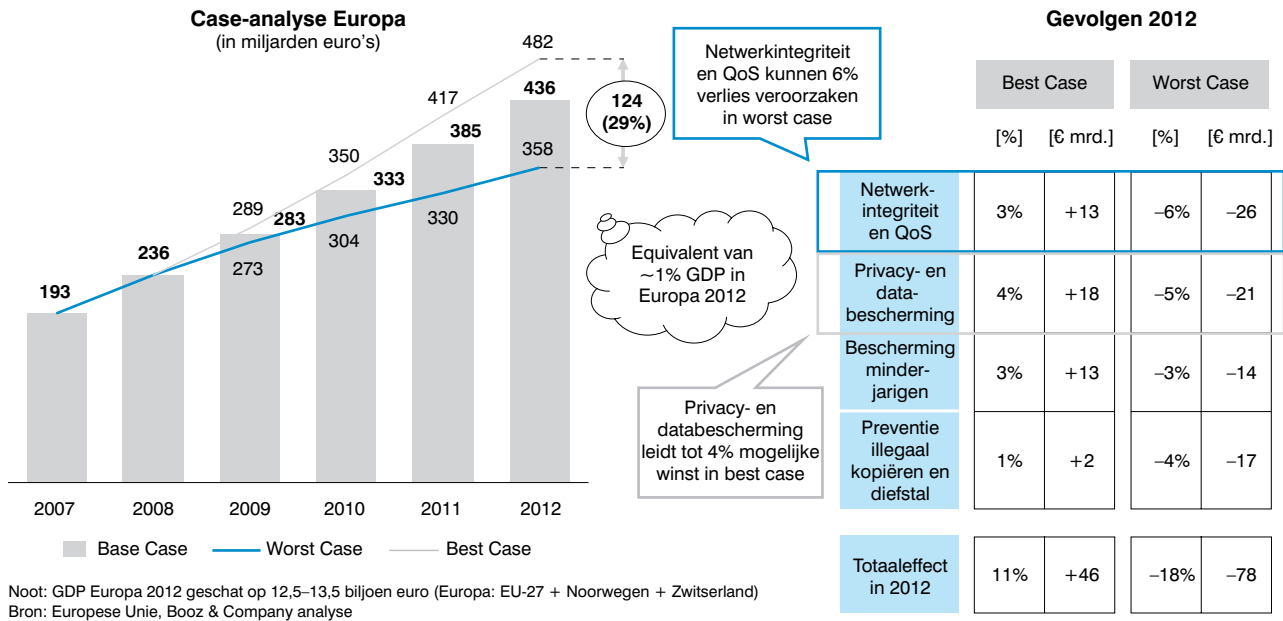 Case-analyse Europa
(in miljarden euro's)
482
436
417
385
358
350
333
330
304
289
283
273
236
193
124
(29%)
2007 2008 2009 2010 2011 2012
Base Case Worst Case Best Case
Netwerkintegriteit
en QoS kunnen 6%
verlies veroorzaken
in worst case
Equivalent van
~1% GDP in
Europa 2012
Privacy- en
databescherming
leidt tot 4% mogelijke
winst in best case
Gevolgen 2012
Best Case Worst Case
[%] [€ mrd.] [%] [€ mrd.]
Netwerk-
integriteit
en QoS
3% +13 –6% –26
Privacy- en
data-
bescherming
4% +18 –5% –21
Bescherming
minder-
jarigen
3% +13 –3% –14
Preventie
illegaal
kopiëren en
diefstal
1% +2 –4% –17
Totaaleffect
in 2012
11% +46 –18% –78
Noot: GDP Europa 2012 geschat op 12,5–13,5 biljoen euro (Europa: EU-27 + Noorwegen + Zwitserland)
Bron: Europese Unie, Booz & Company analyse